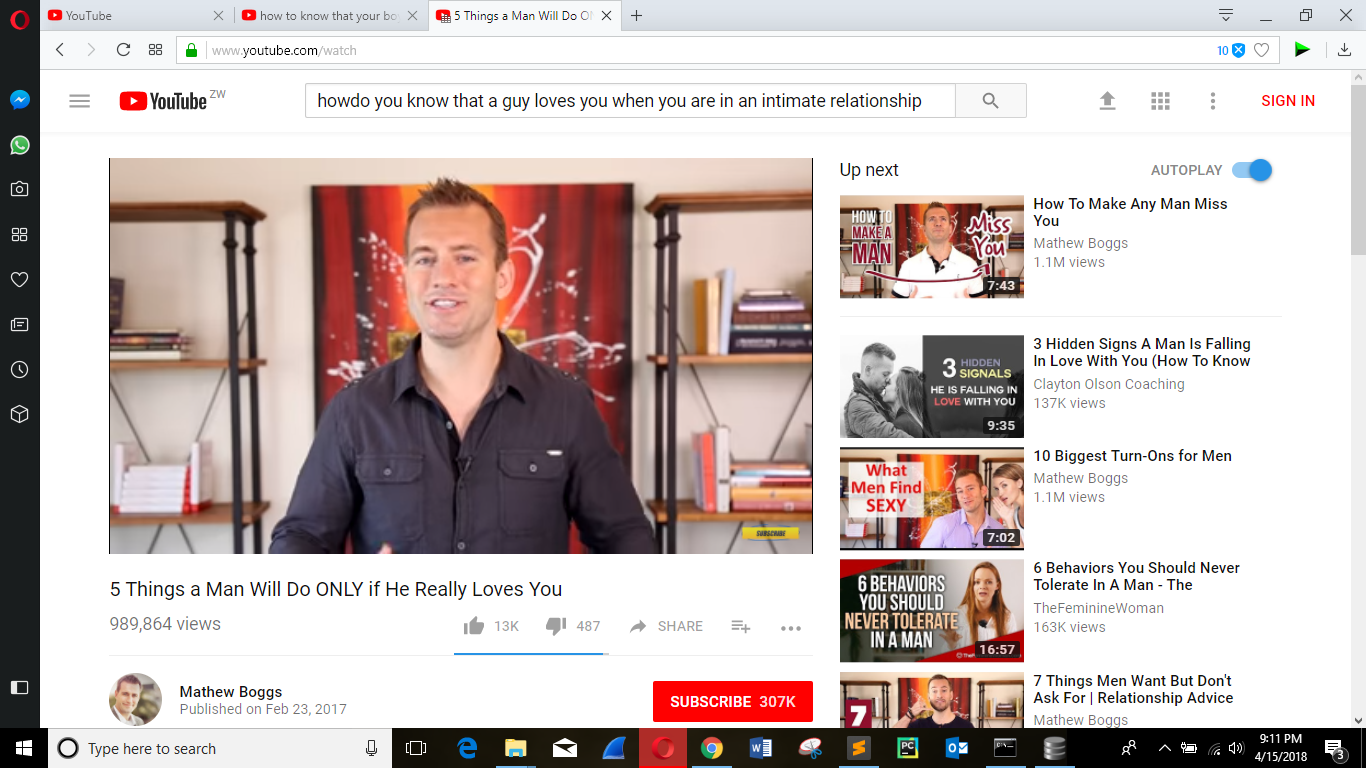 YouTube
how to know that your bo
5 Things a Man Will Do O
www.youtube.com/watch
10
YouTube ZW
howdo you know that a guy loves you when you are in an intimate relationship
SIGN IN
Up next
AUTOPLAY
HOW TO MAKE A MAN
Miss You
7:43
How To Make Any Man Miss
You
Mathew Boggs
1.1M views
3 HIDDEN
SIGNALS
HE IS FALLING IN
LOVE WITH YOU
9:35
3 Hidden Signs A Man Is Falling
In Love With You (How To Know
Clayton Olson Coaching
137K views
What
Men Find
SEXY
7:02
10 Biggest Turn-Ons for Men
Mathew Boggs
1.1M views
6 BEHAVIORS
YOU SHOULD
NEVER TOLERATE
IN A MAN
16:57
6 Behaviors You Should Never
Tolerate In A Man - The
TheFeminineWoman
163K views
7
7 Things Men Want But Don't
Ask For | Relationship Advice
Mathew Boggs
SUBSCRIBE
5 Things a Man Will Do ONLY if He Really Loves You
989,864 views
13K
487
SHARE
Mathew Boggs
Published on Feb 23, 2017
SUBSCRIBE 307K
Type here to search
9:11 PM
4/15/2018
3